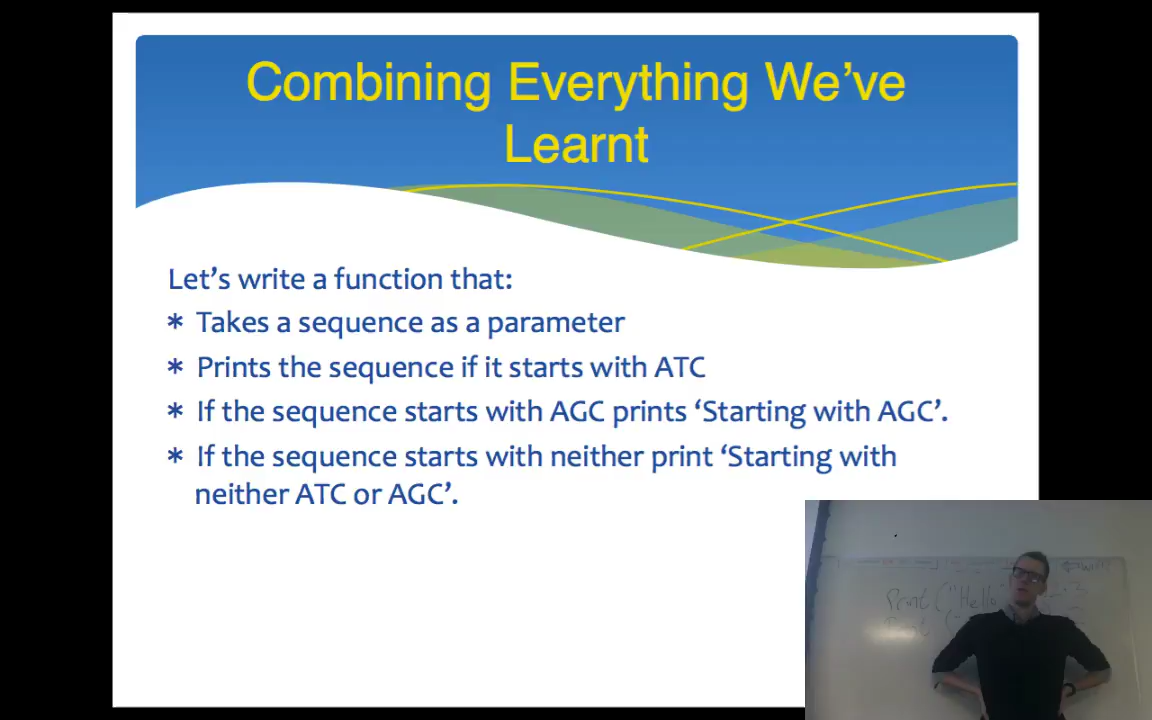 Combining Everything We've
Learnt
Let's write a function that:
* Takes a sequence as a parameter
* Prints the sequence if it starts with ATC
* If the sequence starts with AGC prints ‘Starting with AGC’.
* If the sequence starts with neither print ‘Starting with
neither ATC or AGC’.
Print ("Hello"